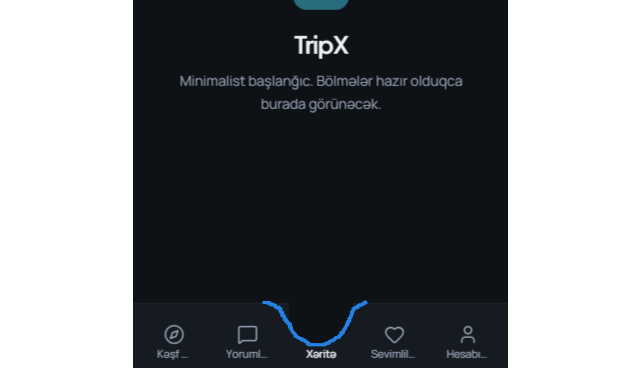 TripX
Minimalist başlanğıc. Bölmələr hazır olduqca
burada görünəcək.
Kəşf ...
Yoruml...
Xəritə
Sevimlil...
Hesabı...